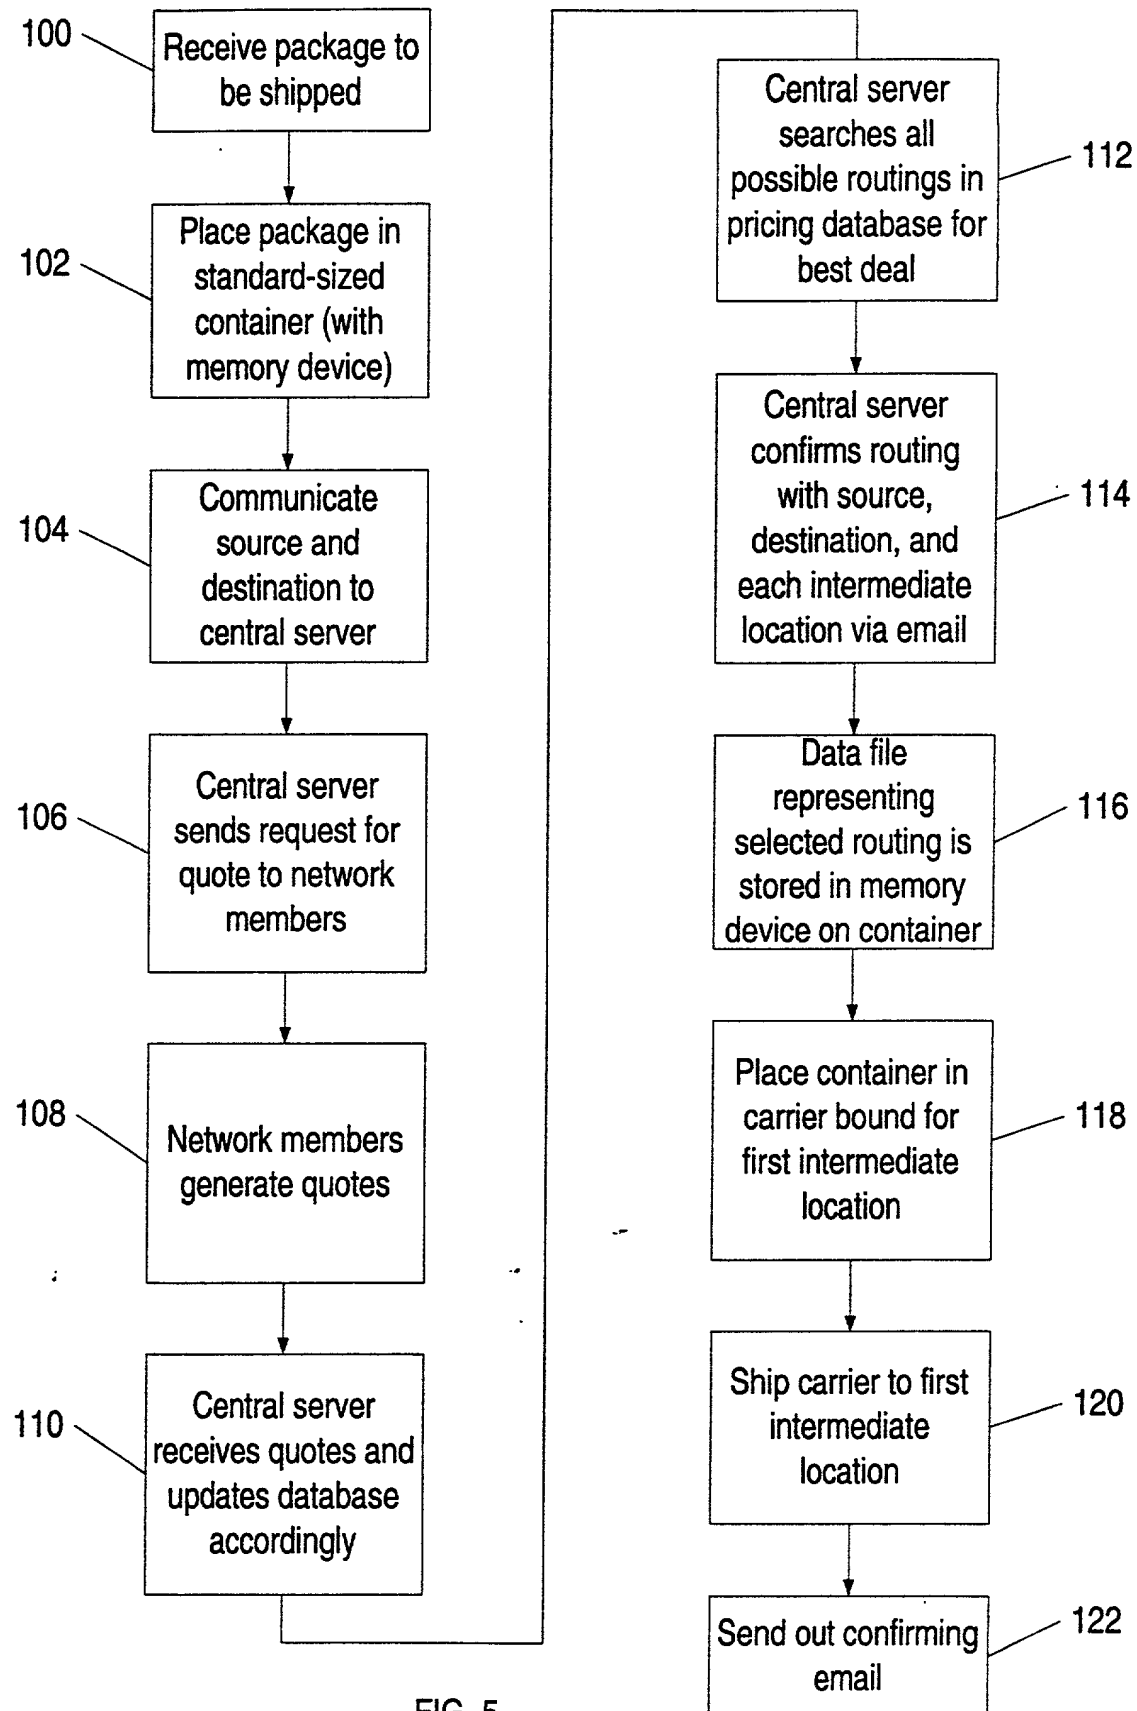 100
Receive package to
be shipped
102
Place package in
standard-sized
container (with
memory device)
104
Communicate
source and
destination to
central server
106
Central server
sends request for
quote to network
members
108
Network members
generate quotes
110
Central server
receives quotes and
updates database
accordingly
Central server
searches all
possible routings in
pricing database for
best deal
112
Central server
confirms routing
with source,
destination, and
each intermediate
location via email
114
Data file
representing
selected routing is
stored in memory
device on container
116
Place container in
carrier bound for
first intermediate
location
118
Ship carrier to first
intermediate
location
120
Send out confirming
email
122
FIG. 5